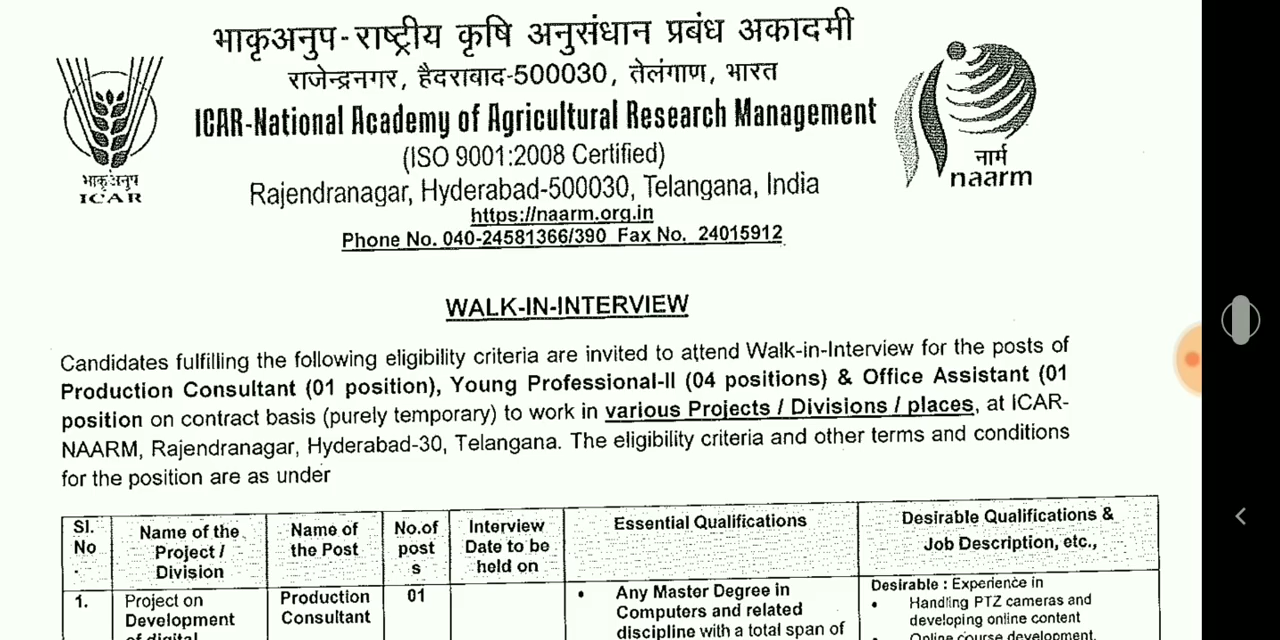 भाकृअनुप-राष्ट्रीय कृषि अनुसंधान प्रबंध अकादमी
राजेन्द्रनगर, हैदराबाद-500030, तेलंगाण, भारत
ICAR-National Academy of Agricultural Research Management
(ISO 9001:2008 Certified)
Rajendranagar, Hyderabad-500030, Telangana, India
https://naarm.org.in
Phone No. 040-24581366/390 Fax No. 24015912
भाकृअनुप
ICAR
नार्म
naarm
WALK-IN-INTERVIEW
Candidates fulfilling the following eligibility criteria are invited to attend Walk-in-Interview for the posts of
Production Consultant (01 position), Young Professional-II (04 positions) & Office Assistant (01
position on contract basis (purely temporary) to work in various Projects / Divisions / places, at ICAR-
NAARM, Rajendranagar, Hyderabad-30, Telangana. The eligibility criteria and other terms and conditions
for the position are as under
Sl.
No
.
Name of the
Project /
Division
Name of
the Post
No.of
post
s
Interview
Date to be
held on
Essential Qualifications
Desirable Qualifications &
Job Description, etc.,
1.
Project on
Development
of digital
Production
Consultant
01
• Any Master Degree in
Computers and related
discipline with a total span of
Desirable : Experience in
• Handling PTZ cameras and
developing online content
• Online course development,